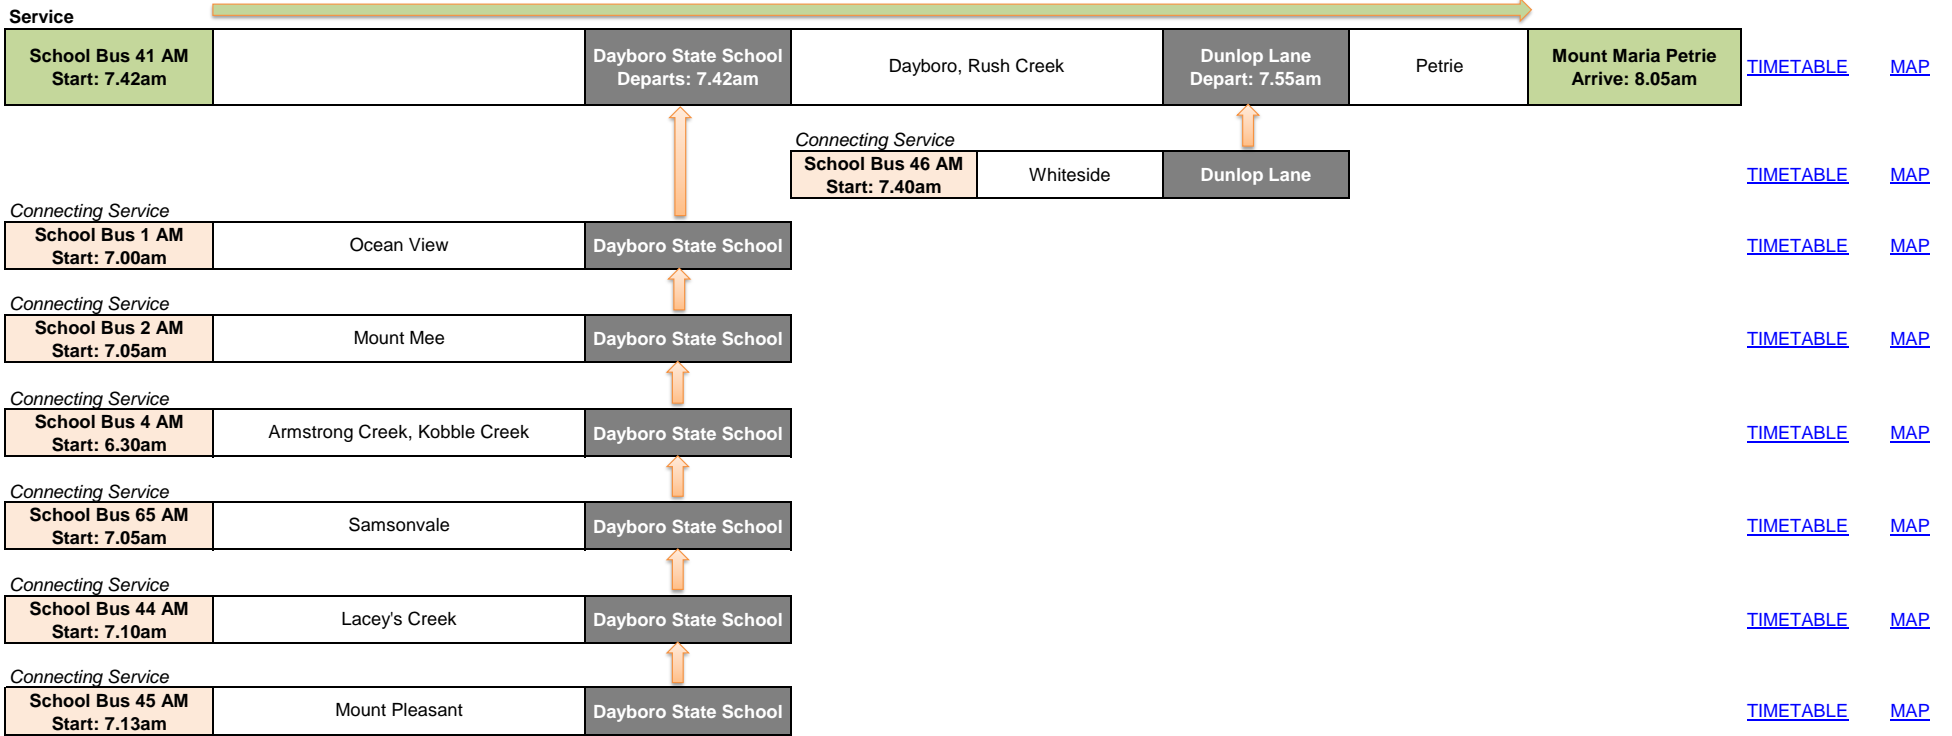 Service
School Bus 41 AM
Start: 7.42am
Dayboro State School
Departs: 7.42am
Dayboro, Rush Creek
Dunlop Lane
Depart: 7.55am
Petrie
Mount Maria Petrie
Arrive: 8.05am
TIMETABLE
MAP
Connecting Service
School Bus 46 AM
Start: 7.40am
Whiteside
Dunlop Lane
TIMETABLE
MAP
Connecting Service
School Bus 1 AM
Start: 7.00am
Ocean View
Dayboro State School
TIMETABLE
MAP
Connecting Service
School Bus 2 AM
Start: 7.05am
Mount Mee
Dayboro State School
TIMETABLE
MAP
Connecting Service
School Bus 4 AM
Start: 6.30am
Armstrong Creek, Kobble Creek
Dayboro State School
TIMETABLE
MAP
Connecting Service
School Bus 65 AM
Start: 7.05am
Samsonvale
Dayboro State School
TIMETABLE
MAP
Connecting Service
School Bus 44 AM
Start: 7.10am
Lacey's Creek
Dayboro State School
TIMETABLE
MAP
Connecting Service
School Bus 45 AM
Start: 7.13am
Mount Pleasant
Dayboro State School
TIMETABLE
MAP